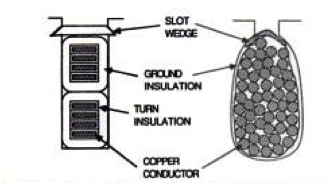 SLOT
WEDGE
GROUND
INSULATION
TURN
INSULATION
COPPER
CONDUCTOR